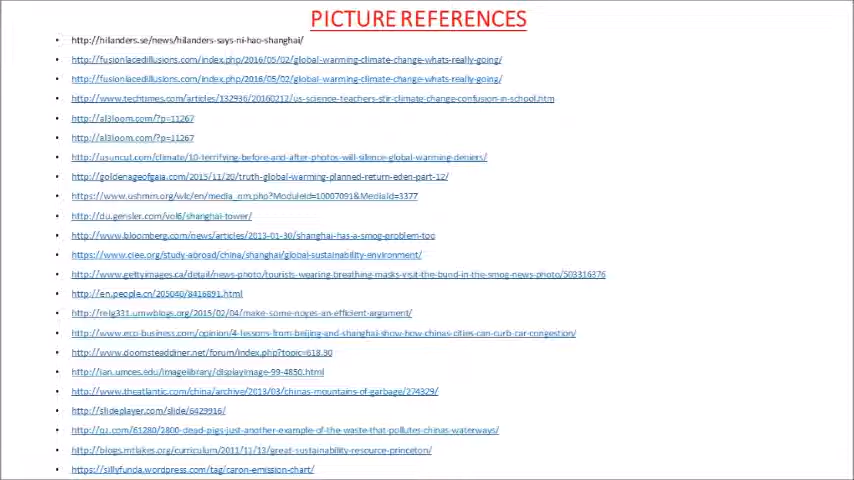 PICTURE REFERENCES
• http://hilanders.se/news/hilanders-says-ni-hao-shanghai/
• http://fusionlacedillusions.com/index.php/2016/05/02/global-warming-climate-change-whats-really-going/
• http://fusionlacedillusions.com/index.php/2016/05/02/global-warming-climate-change-whats-really-going/
• http://www.techtimes.com/articles/132936/20160212/us-science-teachers-stir-climate-change-confusion-in-school.htm
• http://al3loom.com/?p=11267
• http://al3loom.com/?p=11267
• http://usuncut.com/climate/10-terrifying-before-and-after-photos-will-silence-global-warming-deniers/
• http://goldenageofgaia.com/2015/11/20/truth-global-warming-planned-return-eden-part-12/
• https://www.ushmm.org/wlc/en/media_nm.php?ModuleId=10007091&MediaId=3377
• http://du.gensler.com/vol6/shanghai-tower/
• http://www.bloomberg.com/news/articles/2013-01-30/shanghai-has-a-smog-problem-too
• https://www.ciee.org/study-abroad/china/shanghai/global-sustainability-environment/
• http://www.gettyimages.ca/detail/news-photo/tourists-wearing-breathing-masks-visit-the-bund-in-the-smog-news-photo/503316376
• http://en.people.cn/205040/8416891.html
• http://relg331.umwblogs.org/2015/02/04/make-some-noyes-an-efficient-argument/
• http://www.eco-business.com/opinion/4-lessons-from-beijing-and-shanghai-show-how-chinas-cities-can-curb-car-congestion/
• http://www.doomsteaddiner.net/forum/index.php?topic=618.30
• http://ian.umces.edu/imagelibrary/displayimage-99-4850.html
• http://www.theatlantic.com/china/archive/2013/03/chinas-mountains-of-garbage/274329/
• http://slideplayer.com/slide/6429916/
• http://qz.com/61280/2800-dead-pigs-just-another-example-of-the-waste-that-pollutes-chinas-waterways/
• http://blogs.mtlakes.org/curriculum/2011/12/13/great-sustainability-resource-princeton/
• https://sillyfunda.wordpress.com/tag/caron-emission-chart/